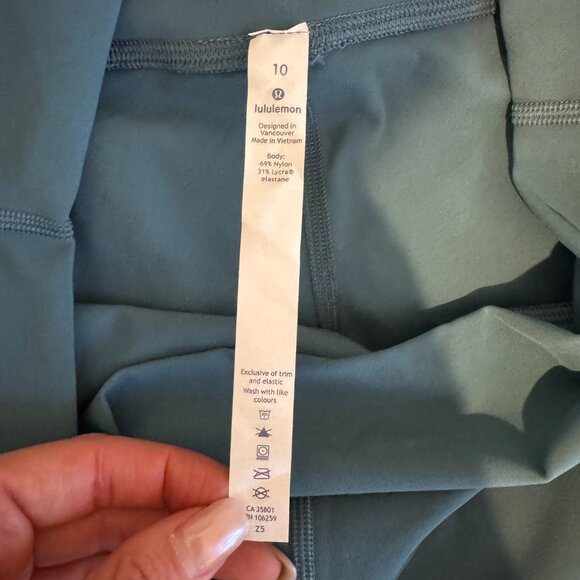 10
lululemon
Designed in
Vancouver
Made in Vietnam
Body:
69% Nylon
31% Lycra®
elastane
Exclusive of trim
and elastic
Wash with like
colours
CA 35801
N 106259
Z5